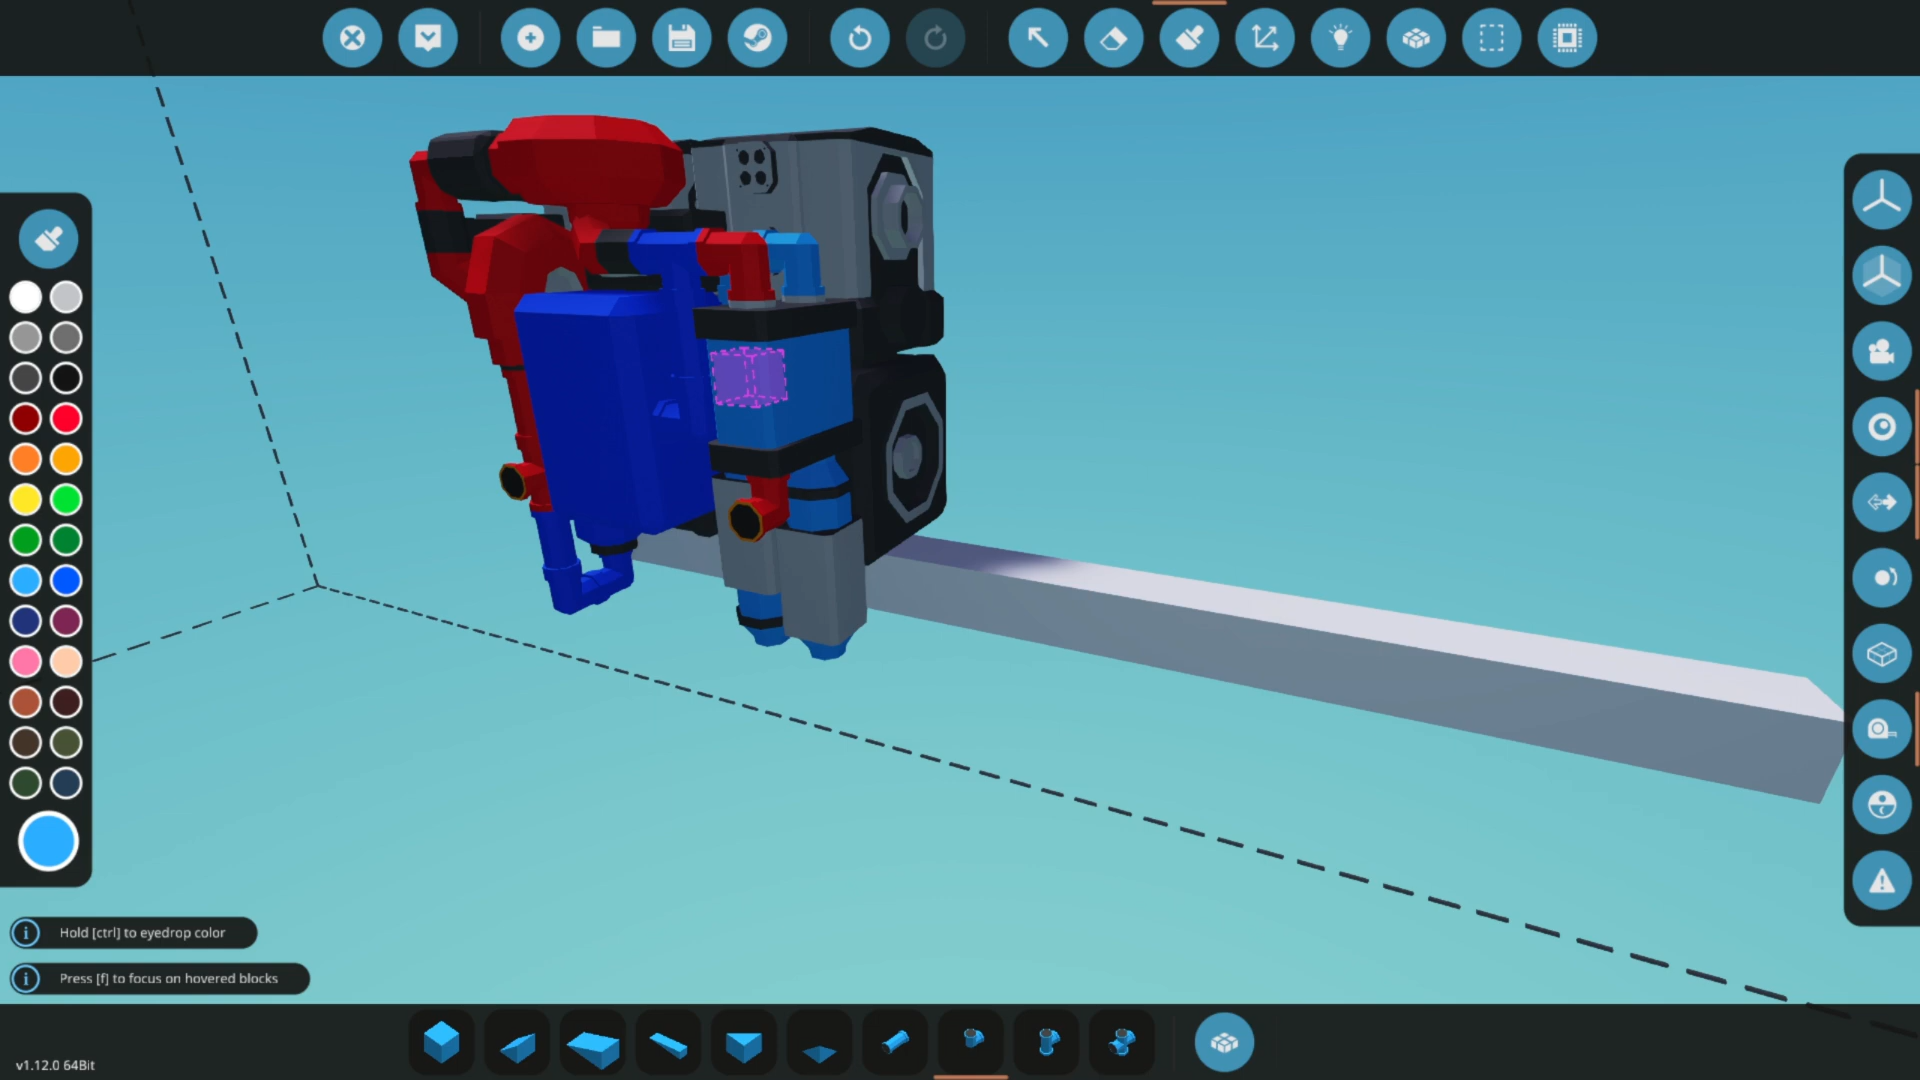 Hold [ctrl] to eyedrop color
Press [f] to focus on hovered blocks
v1.12.0 64Bit